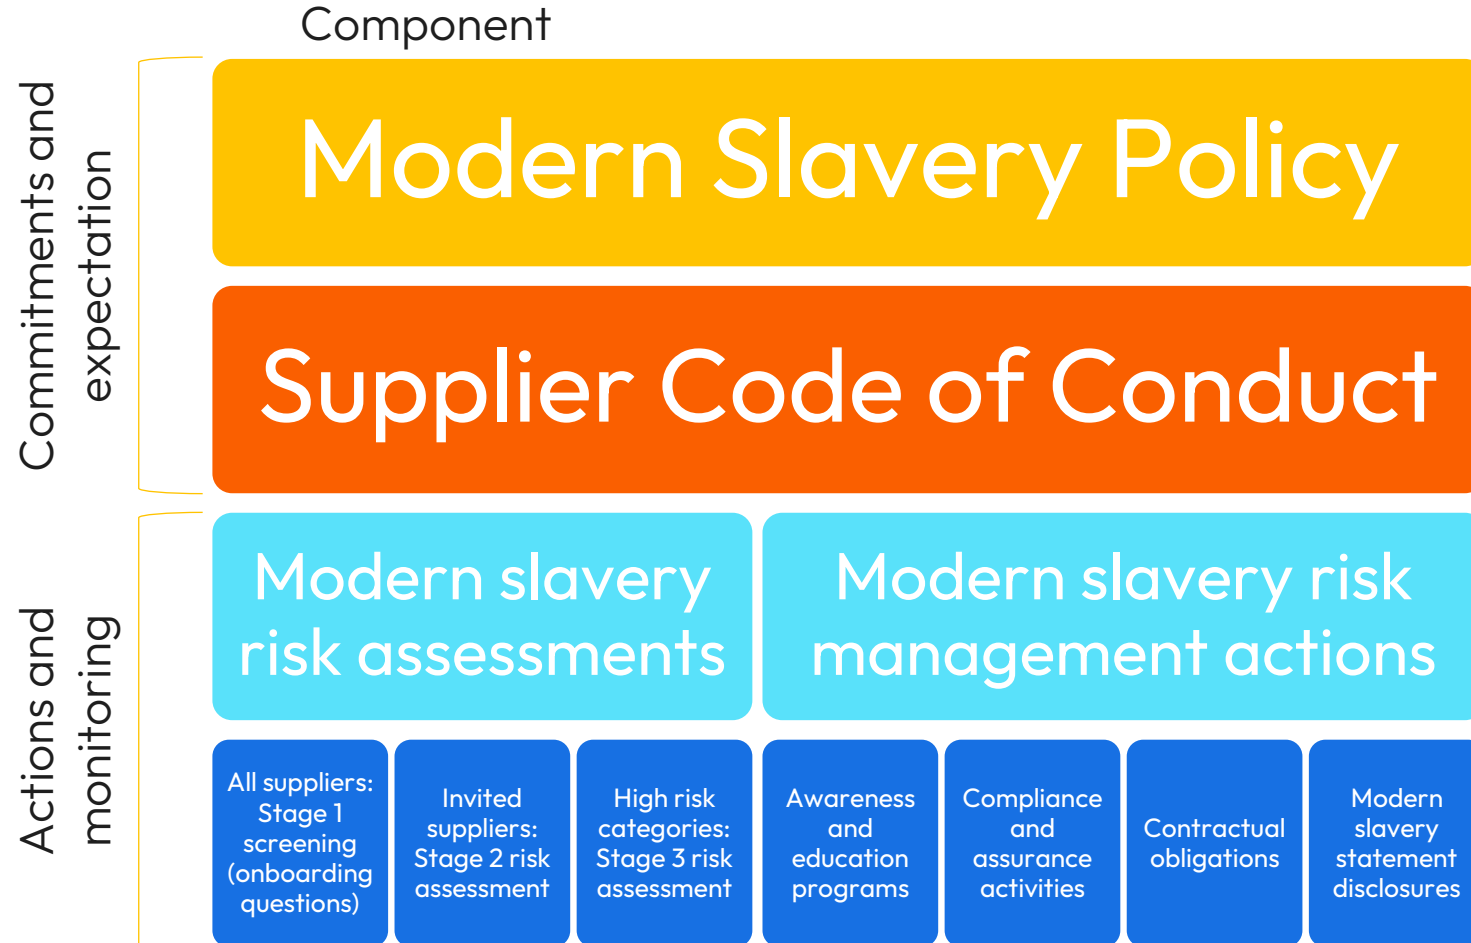 Component
Commitments and
expectation
Modern Slavery Policy
Supplier Code of Conduct
Actions and
monitoring
Modern slavery
risk assessments
Modern slavery risk
management actions
All suppliers:
Stage 1
screening
(onboarding
questions)
Invited
suppliers:
Stage 2 risk
assessment
High risk
categories:
Stage 3 risk
assessment
Awareness
and
education
programs
Compliance
and
assurance
activities
Contractual
obligations
Modern
slavery
statement
disclosures